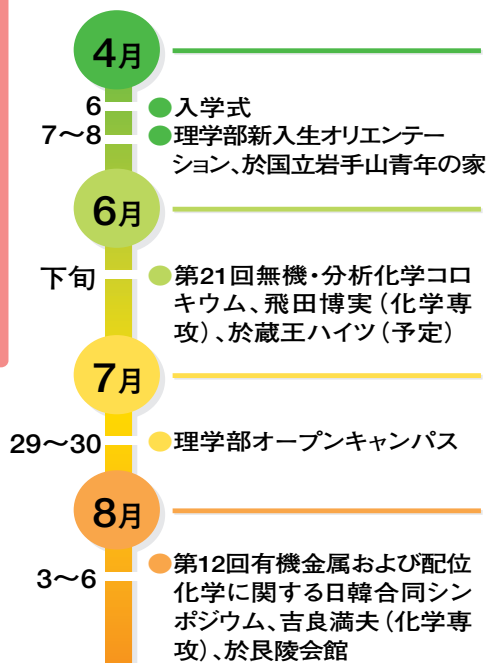 4月
6 ●入学式
7〜8 ●理学部新入生オリエンテー
ション、於国立岩手山青年の家
6月
下旬 ●第21回無機・分析化学コロ
キウム、飛田博実（化学専
攻）、於蔵王ハイツ（予定）
7月
29〜30 ●理学部オープンキャンパス
8月
3〜6 ●第12回有機金属および配位
化学に関する日韓合同シン
ポジウム、吉良満夫（化学専
攻）、於艮陵会館